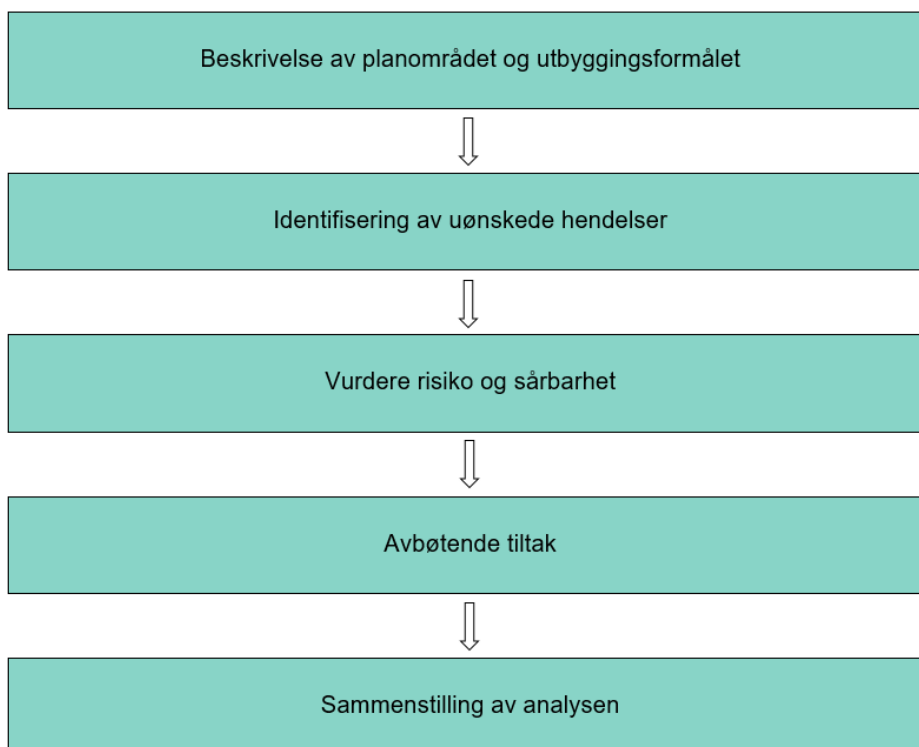 Beskrivelse av planområdet og utbyggingsformålet
Identifisering av uønskede hendelser
Vurdere risiko og sårbarhet
Avbøtende tiltak
Sammenstilling av analysen